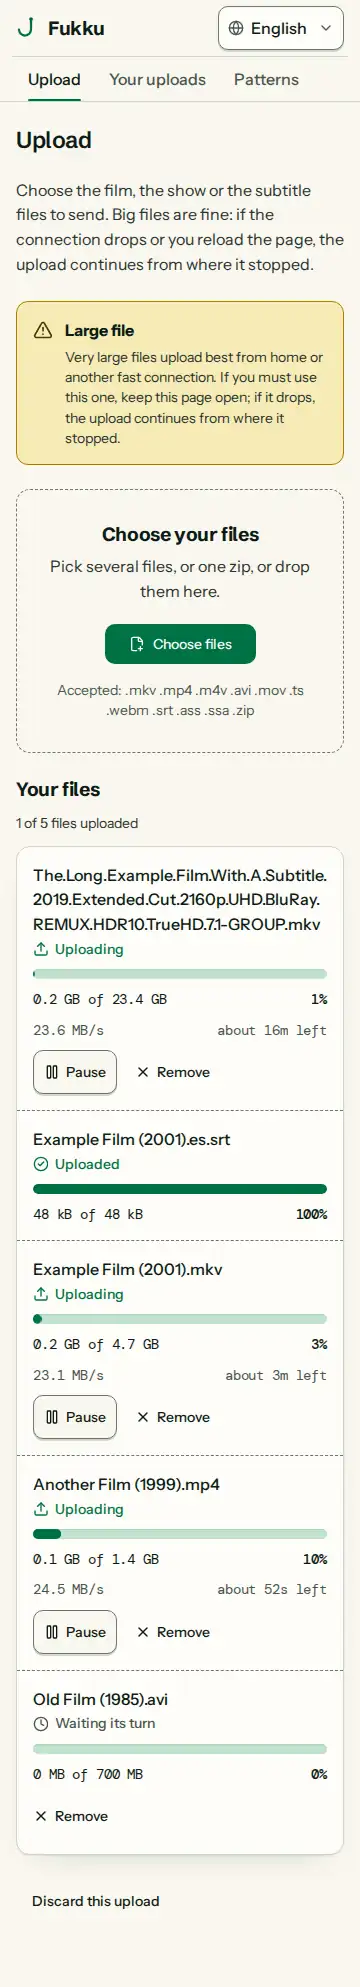 Fukku
English
Upload
Your uploads
Patterns
Upload
Choose the film, the show or the subtitle
files to send. Big files are fine: if the
connection drops or you reload the page, the
upload continues from where it stopped.
Large file
Very large files upload best from home or
another fast connection. If you must use
this one, keep this page open; if it drops,
the upload continues from where it
stopped.
Choose your files
Pick several files, or one zip, or drop
them here.
Choose files
Accepted: .mkv .mp4 .m4v .avi .mov .ts
.webm .srt .ass .ssa .zip
Your files
1 of 5 files uploaded
The.Long.Example.Film.With.A.Subtitle.
2019.Extended.Cut.2160p.UHD.BluRay.
REMUX.HDR10.TrueHD.7.1-GROUP.mkv
Uploading
0.2 GB of 23.4 GB 1%
23.6 MB/s about 16m left
Pause Remove
Example Film (2001).es.srt
Uploaded
48 kB of 48 kB 100%
Example Film (2001).mkv
Uploading
0.2 GB of 4.7 GB 3%
23.1 MB/s about 3m left
Pause Remove
Another Film (1999).mp4
Uploading
0.1 GB of 1.4 GB 10%
24.5 MB/s about 52s left
Pause Remove
Old Film (1985).avi
Waiting its turn
0 MB of 700 MB 0%
Remove
Discard this upload